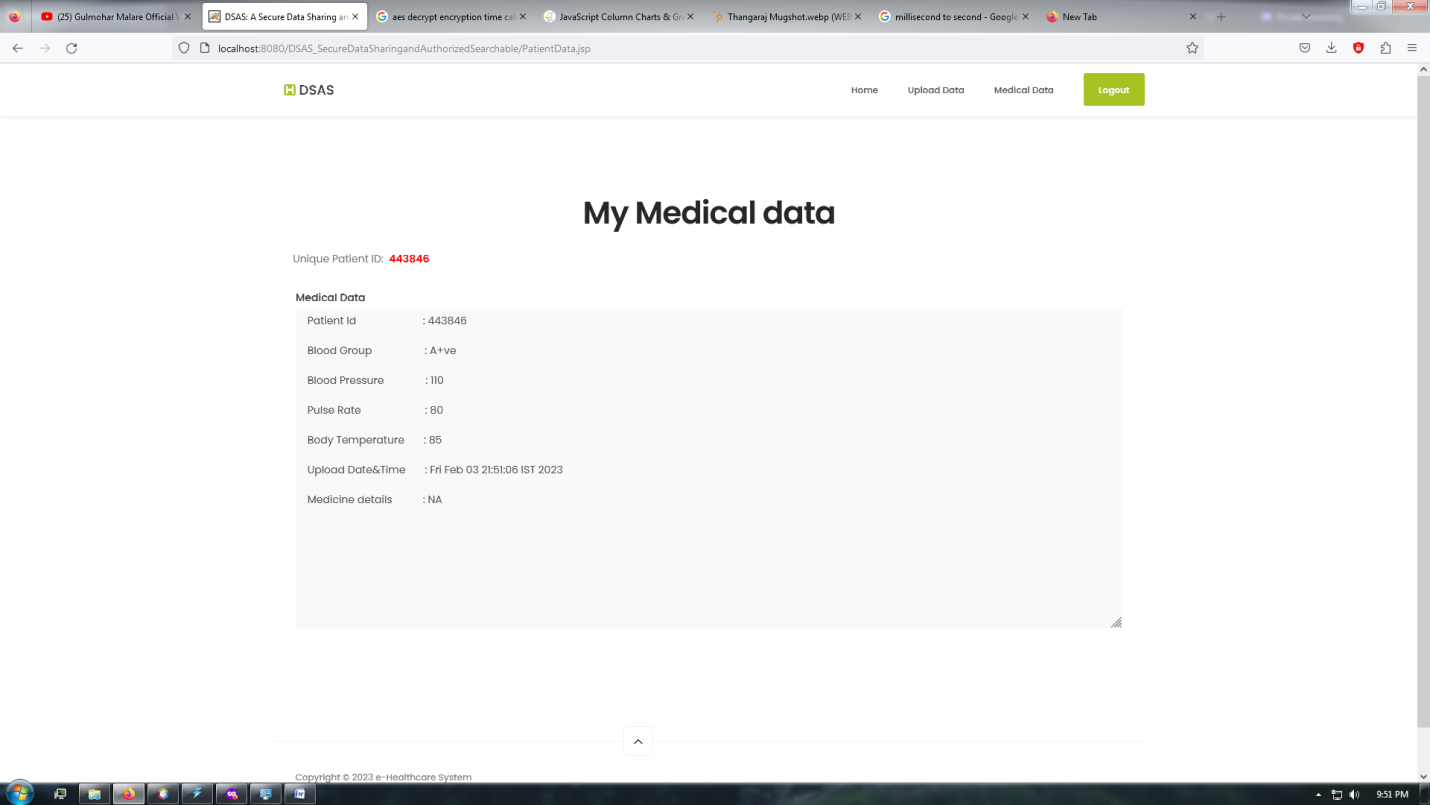 (25) Gulmohar Malare Official V
DSAS: A Secure Data Sharing an
aes decrypt encryption time cal
JavaScript Column Charts & Gra
Thangaraj Mugshot.webp (WEB
millisecond to second - Google
New Tab
localhost:8080/DSAS_SecureDataSharingandAuthorizedSearchable/PatientData.jsp
H DSAS
Home
Upload Data
Medical Data
Logout
My Medical data
Unique Patient ID: 443846
Medical Data
Patient Id : 443846
Blood Group : A+ve
Blood Pressure : 110
Pulse Rate : 80
Body Temperature : 85
Upload Date&Time : Fri Feb 03 21:51:06 IST 2023
Medicine details : NA
Copyright © 2023 e-Healthcare System
9:51 PM